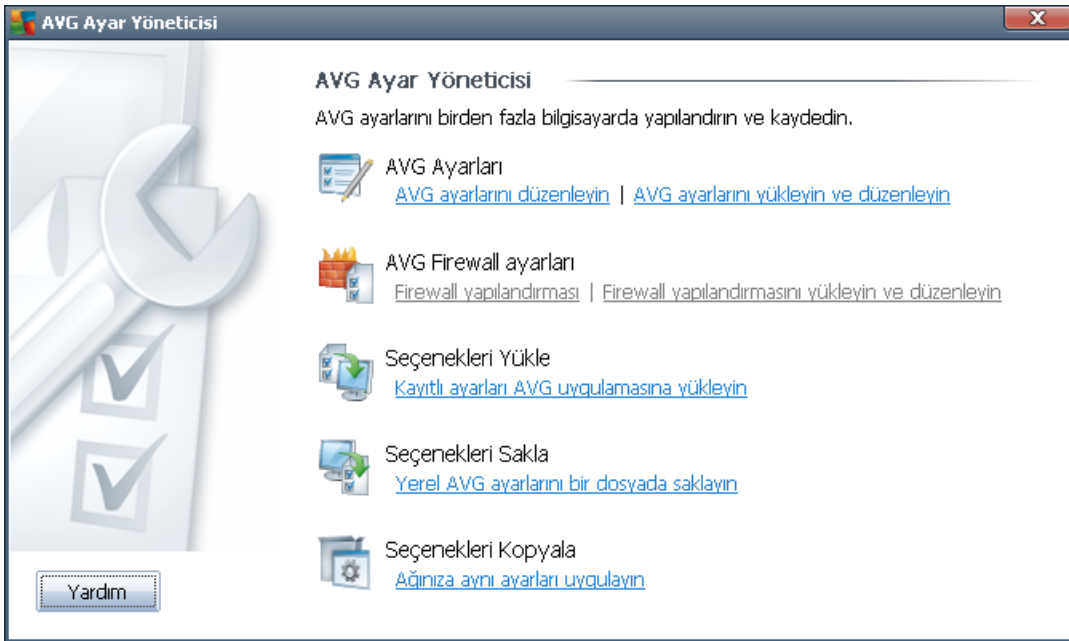 AVG Ayar Yöneticisi
AVG Ayar Yöneticisi
AVG ayarlarını birden fazla bilgisayarda yapılandırın ve kaydedin.
AVG Ayarları
AVG ayarlarını düzenleyin | AVG ayarlarını yükleyin ve düzenleyin
AVG Firewall ayarları
Firewall yapılandırması | Firewall yapılandırmasını yükleyin ve düzenleyin
Seçenekleri Yükle
Kayıtlı ayarları AVG uygulamasına yükleyin
Seçenekleri Sakla
Yerel AVG ayarlarını bir dosyada saklayın
Seçenekleri Kopyala
Ağınıza aynı ayarları uygulayın
Yardım